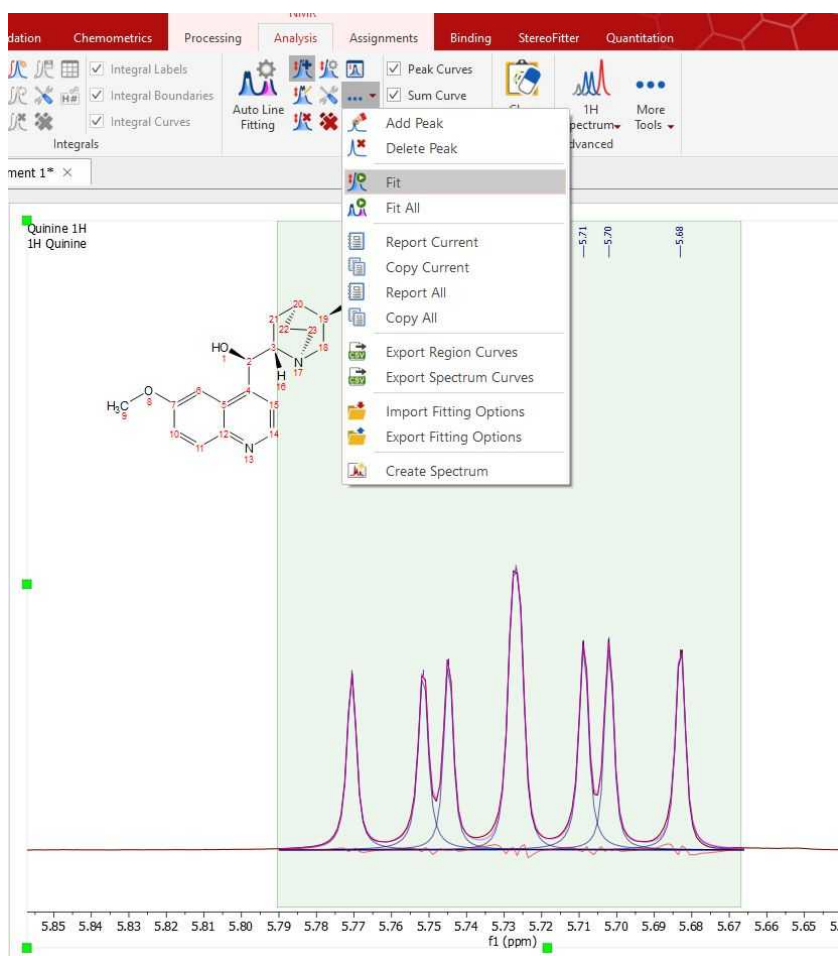 Chemometrics Processing Analysis Assignments Binding StereoFitter Quantitation
Integral Labels
Integral Boundaries
Integral Curves
Integrals
Auto Line
Fitting
Peak Curves
Sum Curve
1H
More
Tools
Add Peak
Delete Peak
Fit
Fit All
Report Current
Copy Current
Report All
Copy All
Export Region Curves
Export Spectrum Curves
Import Fitting Options
Export Fitting Options
Create Spectrum
ment 1*
Quinine 1H
1H Quinine
5.71
5.70
5.68
20
21
22
23
19
18
HO
1
2
3
N
17
H
16
4
O
8
H₃C
9
7
6
5
15
10
11
12
14
N
13
5.85 5.84 5.83 5.82 5.81 5.80 5.79 5.78 5.77 5.76 5.75 5.74 5.73 5.72 5.71 5.70 5.69 5.68 5.67 5.66 5.65
f1 (ppm)